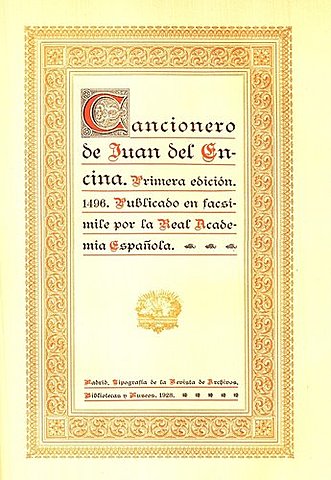 Cancionero
de Juan del En-
cina. Primera edición.
1496. Publicado en facsí-
mile por la Real Acade-
mia Española.
Madrid, Tipografía de la Revista de Archivos,
Bibliotecas y Museos. 1928.